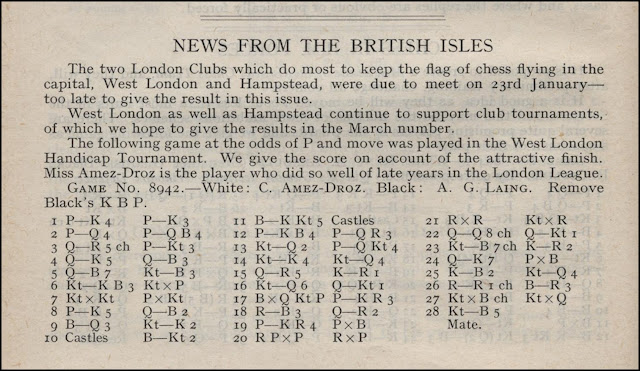 NEWS FROM THE BRITISH ISLES
The two London Clubs which do most to keep the flag of chess flying in the
capital, West London and Hampstead, were due to meet on 23rd January—
too late to give the result in this issue.
West London as well as Hampstead continue to support club tournaments,
of which we hope to give the results in the March number.
The following game at the odds of P and move was played in the West London
Handicap Tournament. We give the score on account of the attractive finish.
Miss Amez-Droz is the player who did so well of late years in the London League.
GAME NO. 8942.—White: C. AMEZ-DROZ. Black: A. G. LAING. Remove
Black's K B P.
1 P—K 4 P—K 3
2 P—Q 4 P—Q B 4
3 Q—R 5 ch P—Kt 3
4 Q—K 5 Q—B 3
5 Q—B 7 Kt—B 3
6 Kt—K B 3 Kt×P
7 Kt×Kt P×Kt
8 P—K 5 Q—B 2
9 B—Q 3 Kt—K 2
10 Castles B—Kt 2
11 B—K Kt 5 Castles
12 P—K B 4 P—Q R 3
13 Kt—Q 2 P—Q Kt 4
14 Kt—K 4 Kt—Q 4
15 Q—R 5 K—R 1
16 Kt—Q 6 Q—Kt 1
17 B×Q Kt P P—K R 3
18 R—B 3 Q—R 2
19 P—K R 4 P×B
20 R P×P R×P
21 R×R Kt×R
22 Q—Q 8 ch Q—Kt 1
23 Kt—B 7 ch K—R 2
24 Q—K 7 P×B
25 K—B 2 Kt—Q 4
26 R—R 1 ch B—R 3
27 Kt×B ch Kt×Q
28 Kt—B 5
Mate.